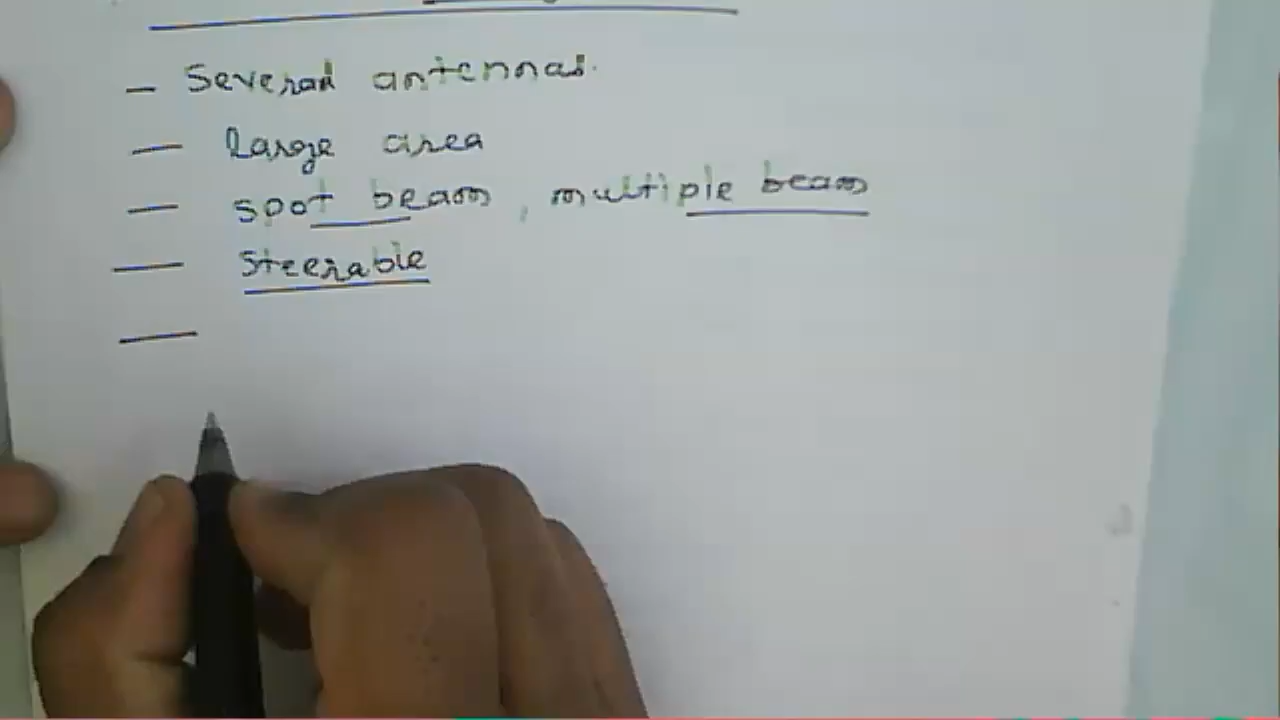 - Several antennas.
- large area
- spot beam, multiple beam
- Steerable
-